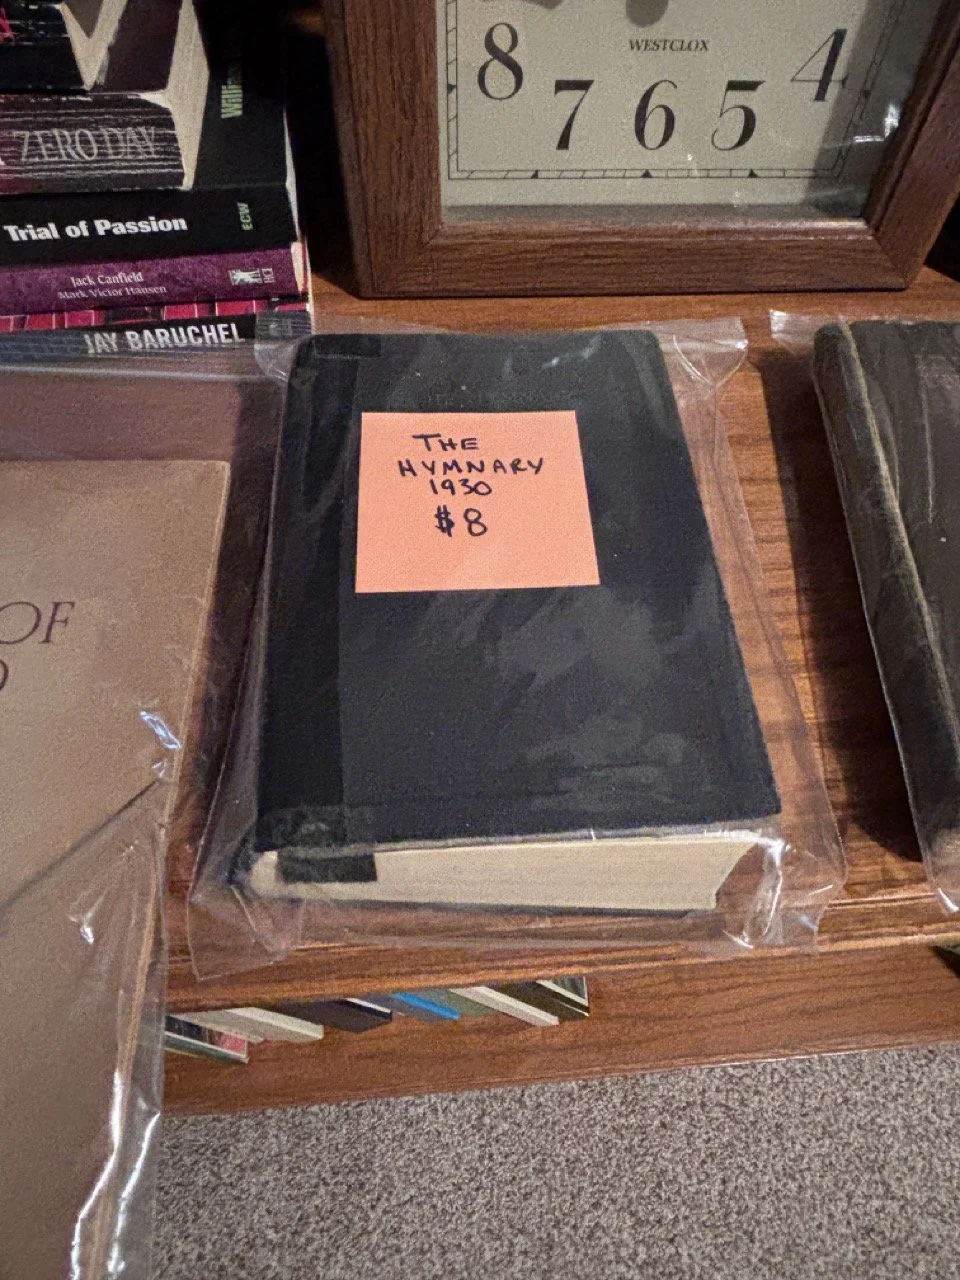 8
7
6
5
4
WESTCLOX
ZERO DAY
Trial of Passion
ECW
Jack Canfield
Mark Victor Hansen
HCI
JAY BARUCHEL
THE
HYMNARY
1930
$8
OF